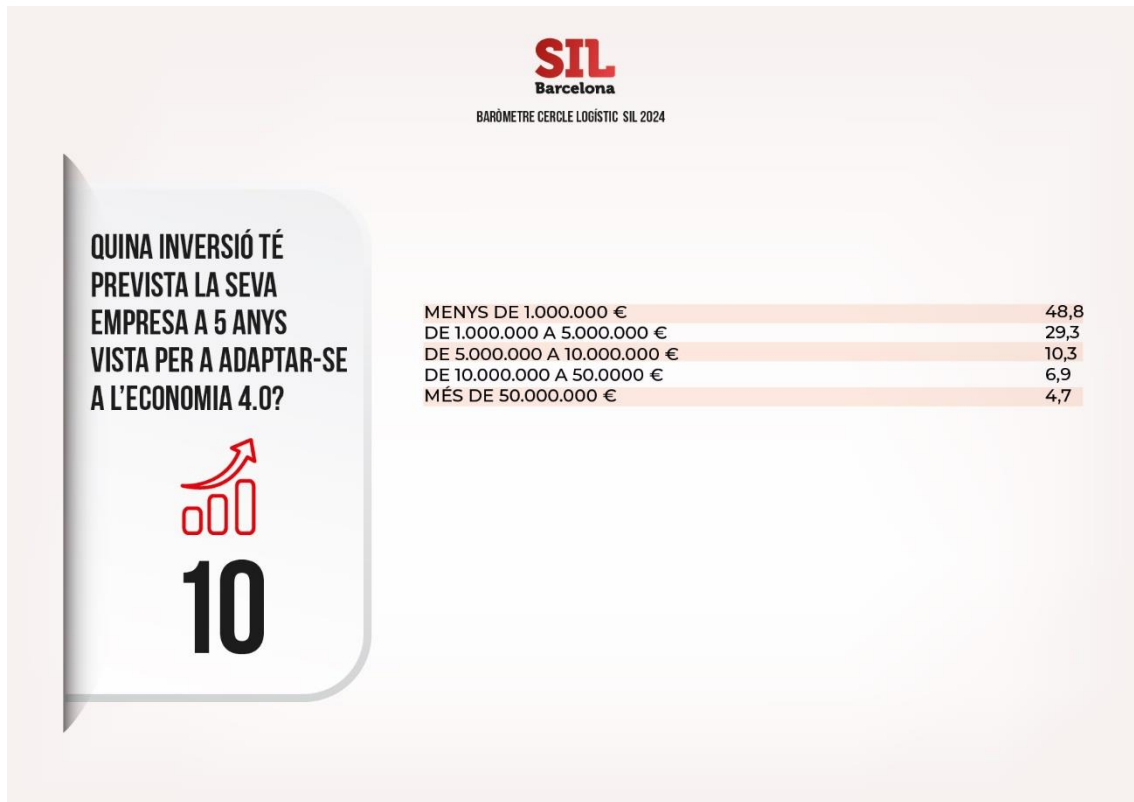 SIL
Barcelona
BARÒMETRE CERCLE LOGÍSTIC SIL 2024
QUINA INVERSIÓ TÉ
PREVISTA LA SEVA
EMPRESA A 5 ANYS
VISTA PER A ADAPTAR-SE
A L'ECONOMIA 4.0?
10
MENYS DE 1.000.000 € 48,8
DE 1.000.000 A 5.000.000 € 29,3
DE 5.000.000 A 10.000.000 € 10,3
DE 10.000.000 A 50.0000 € 6,9
MÉS DE 50.000.000 € 4,7